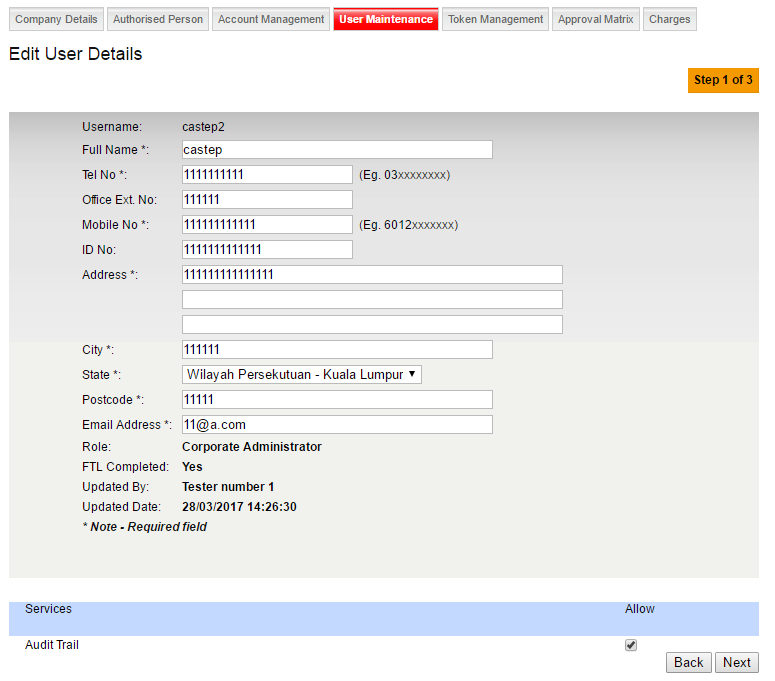 Company Details Authorised Person Account Management User Maintenance Token Management Approval Matrix Charges
Edit User Details
Step 1 of 3
Username: castep2
Full Name *: castep
Tel No *: 1111111111 (Eg. 03xxxxxxxx)
Office Ext. No: 111111
Mobile No *: 111111111111 (Eg. 6012xxxxxxx)
ID No: 1111111111111
Address *: 111111111111111
City *: 111111
State *: Wilayah Persekutuan - Kuala Lumpur
Postcode *: 11111
Email Address *: 11@a.com
Role: Corporate Administrator
FTL Completed: Yes
Updated By: Tester number 1
Updated Date: 28/03/2017 14:26:30
* Note - Required field
Services Allow
Audit Trail
Back Next